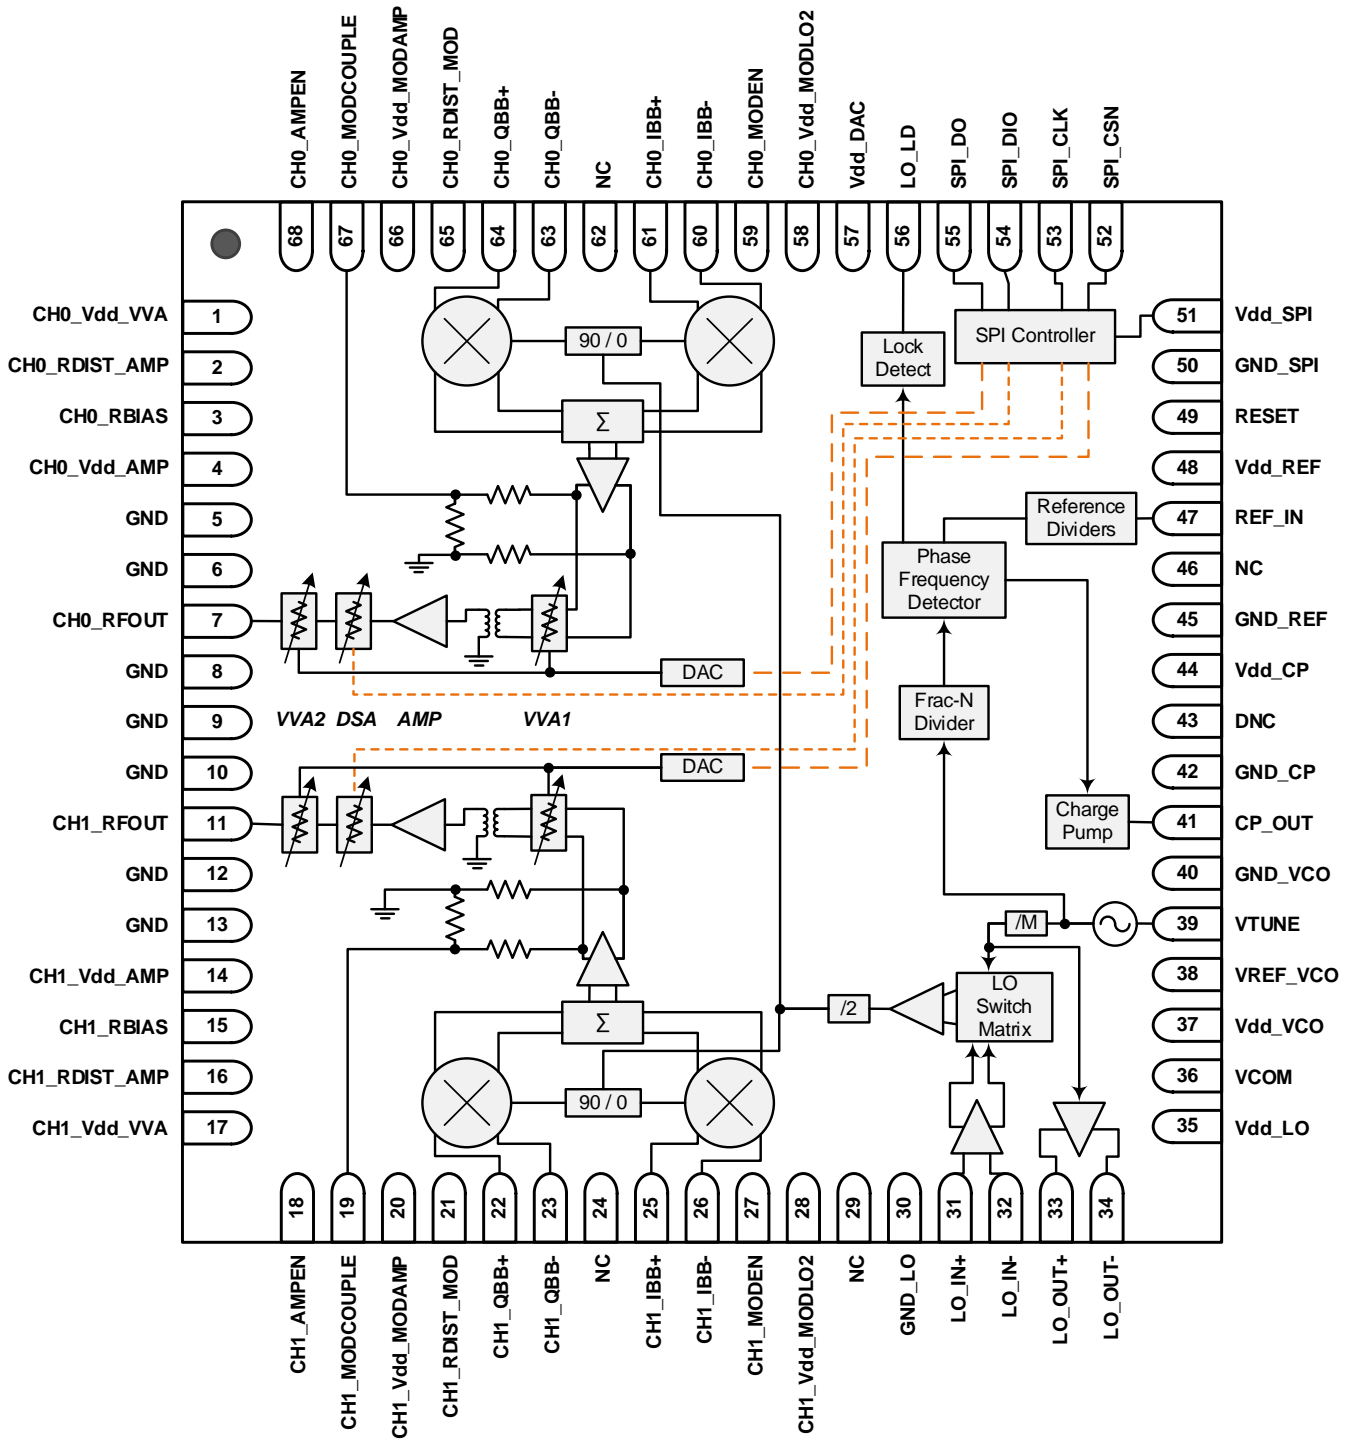 CH0_AMPEN
CH0_MODCOUPLE
CH0_Vdd_MODAMP
CH0_RDIST_MOD
CH0_QBB+
CH0_QBB-
NC
CH0_IBB+
CH0_IBB-
CH0_MODEN
CH0_Vdd_MODLO2
Vdd_DAC
LO_LD
SPI_DO
SPI_DIO
SPI_CLK
SPI_CSN
68
67
66
65
64
63
62
61
60
59
58
57
56
55
54
53
52
CH0_Vdd_VVA 1
CH0_RDIST_AMP 2
CH0_RBIAS 3
CH0_Vdd_AMP 4
GND 5
GND 6
CH0_RFOUT 7
GND 8
GND 9
GND 10
CH1_RFOUT 11
GND 12
GND 13
CH1_Vdd_AMP 14
CH1_RBIAS 15
CH1_RDIST_AMP 16
CH1_Vdd_VVA 17
90 / 0
Σ
Lock
Detect
SPI Controller
Reference
Dividers
Phase
Frequency
Detector
DAC
VVA2 DSA AMP VVA1
Frac-N
Divider
DAC
Charge
Pump
/M
LO
Switch
Matrix
/2
Σ
90 / 0
51 Vdd_SPI
50 GND_SPI
49 RESET
48 Vdd_REF
47 REF_IN
46 NC
45 GND_REF
44 Vdd_CP
43 DNC
42 GND_CP
41 CP_OUT
40 GND_VCO
39 VTUNE
38 VREF_VCO
37 Vdd_VCO
36 VCOM
35 Vdd_LO
18
19
20
21
22
23
24
25
26
27
28
29
30
31
32
33
34
CH1_AMPEN
CH1_MODCOUPLE
CH1_Vdd_MODAMP
CH1_RDIST_MOD
CH1_QBB+
CH1_QBB-
NC
CH1_IBB+
CH1_IBB-
CH1_MODEN
CH1_Vdd_MODLO2
NC
GND_LO
LO_IN+
LO_IN-
LO_OUT+
LO_OUT-